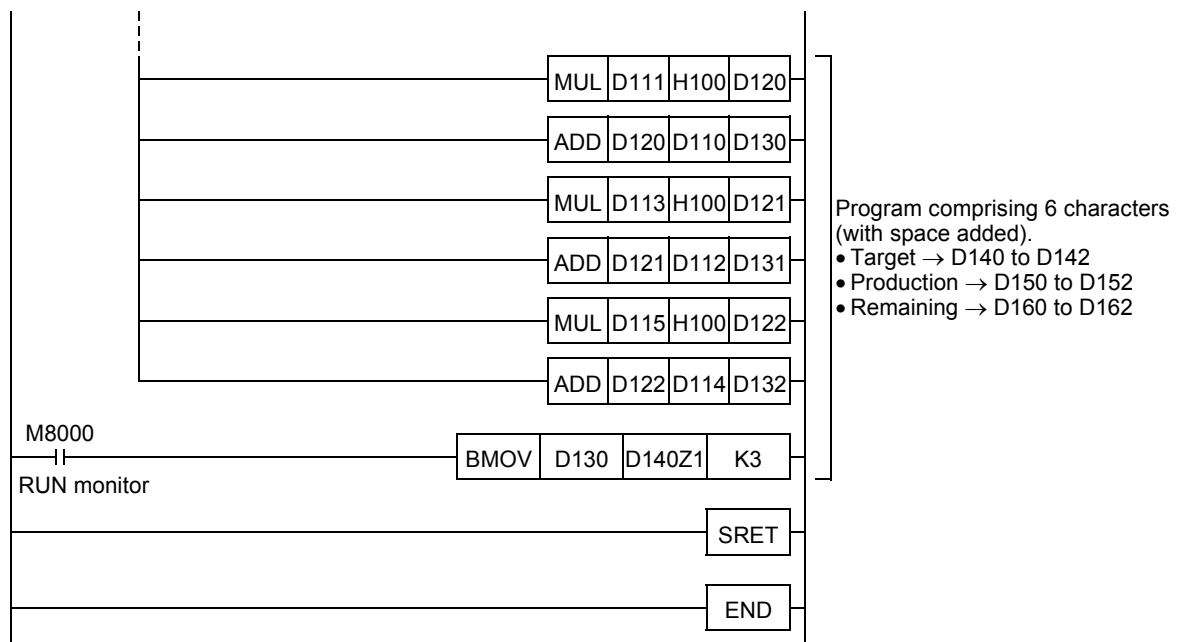 MUL D111 H100 D120
ADD D120 D110 D130
MUL D113 H100 D121
ADD D121 D112 D131
MUL D115 H100 D122
ADD D122 D114 D132
Program comprising 6 characters
(with space added).
• Target → D140 to D142
• Production → D150 to D152
• Remaining → D160 to D162
M8000
BMOV D130 D140Z1 K3
RUN monitor
SRET
END